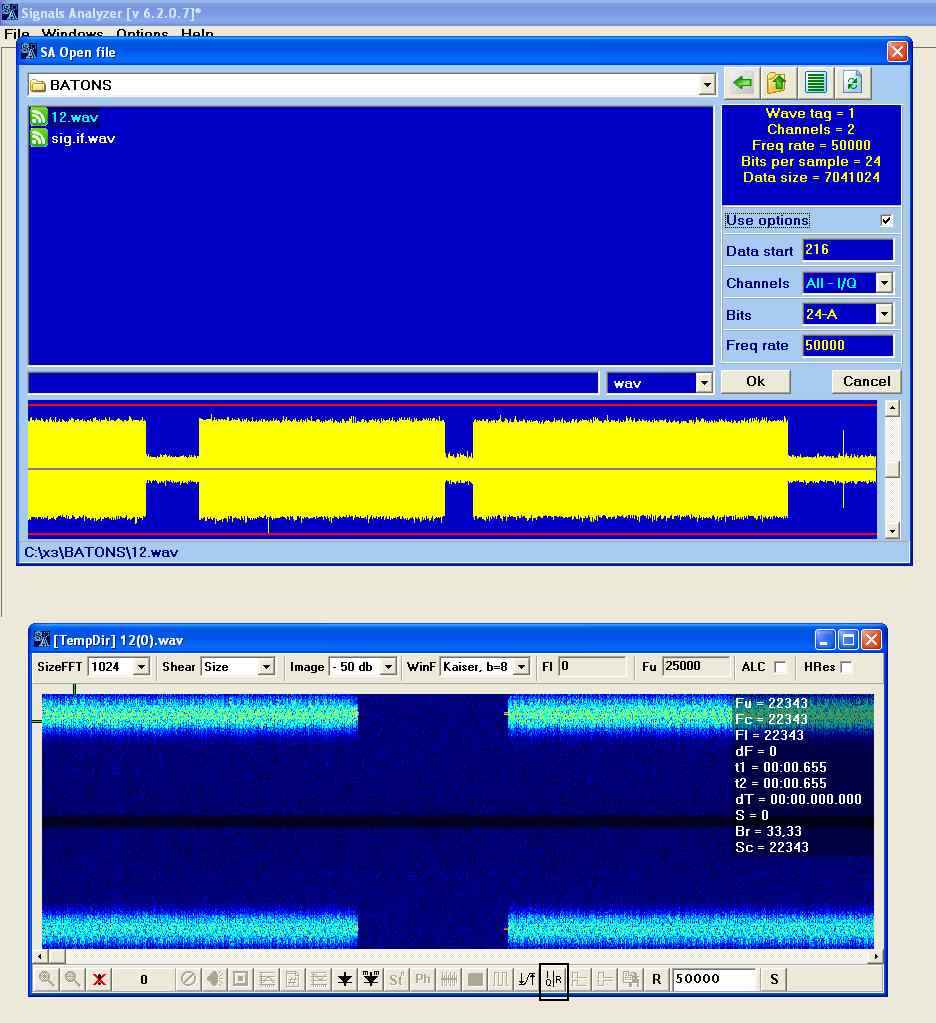 Signals Analyzer [v 6.2.0.7]*
File Windows Options Help
SA Open file
BATONS
12.wav
sig.if.wav
Wave tag = 1
Channels = 2
Freq rate = 50000
Bits per sample = 24
Data size = 7041024
Use options
Data start 216
Channels All - I/Q
Bits 24-A
Freq rate 50000
wav
Ok Cancel
C:\x3\BATONS\12.wav
[TempDir] 12(0).wav
SizeFFT 1024 Shear Size Image - 50 db WinF Kaiser, b=8 Fl 0 Fu 25000 ALC HRes
Fu = 22343
Fc = 22343
Fl = 22343
dF = 0
t1 = 00:00.655
t2 = 00:00.655
dT = 00:00.000.000
S = 0
Br = 33,33
Sc = 22343
0 Ph I Q R R 50000 S